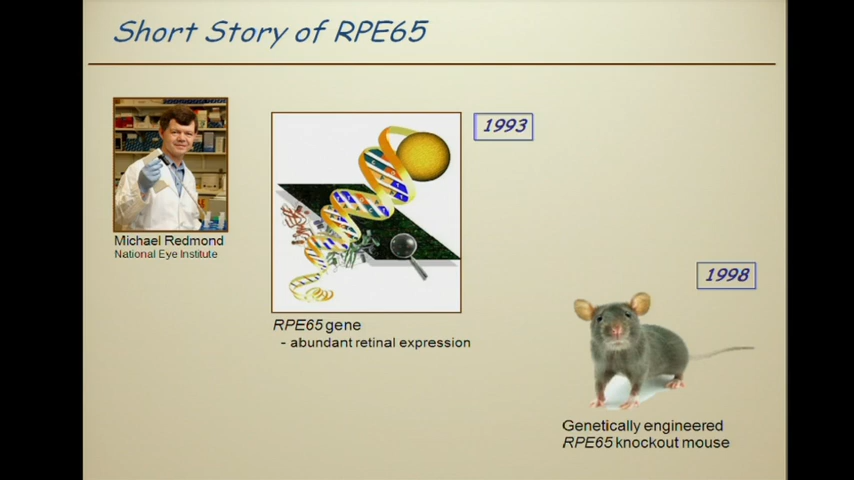 Short Story of RPE65
1993
Michael Redmond
National Eye Institute
1998
RPE65 gene
- abundant retinal expression
Genetically engineered
RPE65 knockout mouse